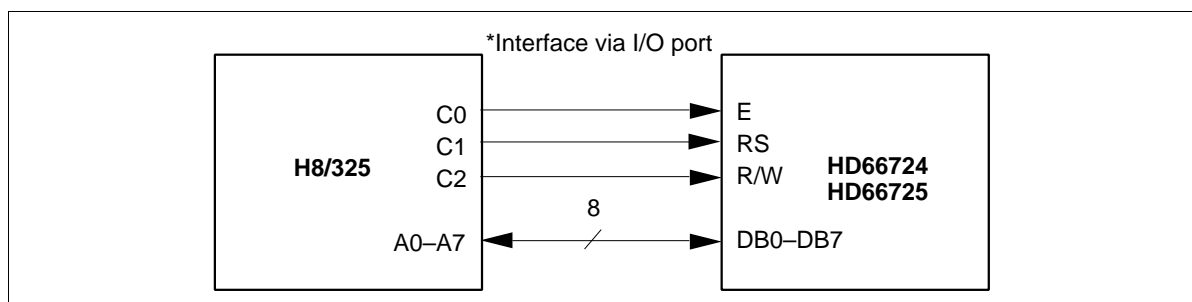 *Interface via I/O port
C0
E
C1
RS
H8/325
C2
R/W
HD66724
HD66725
8
A0–A7
DB0–DB7